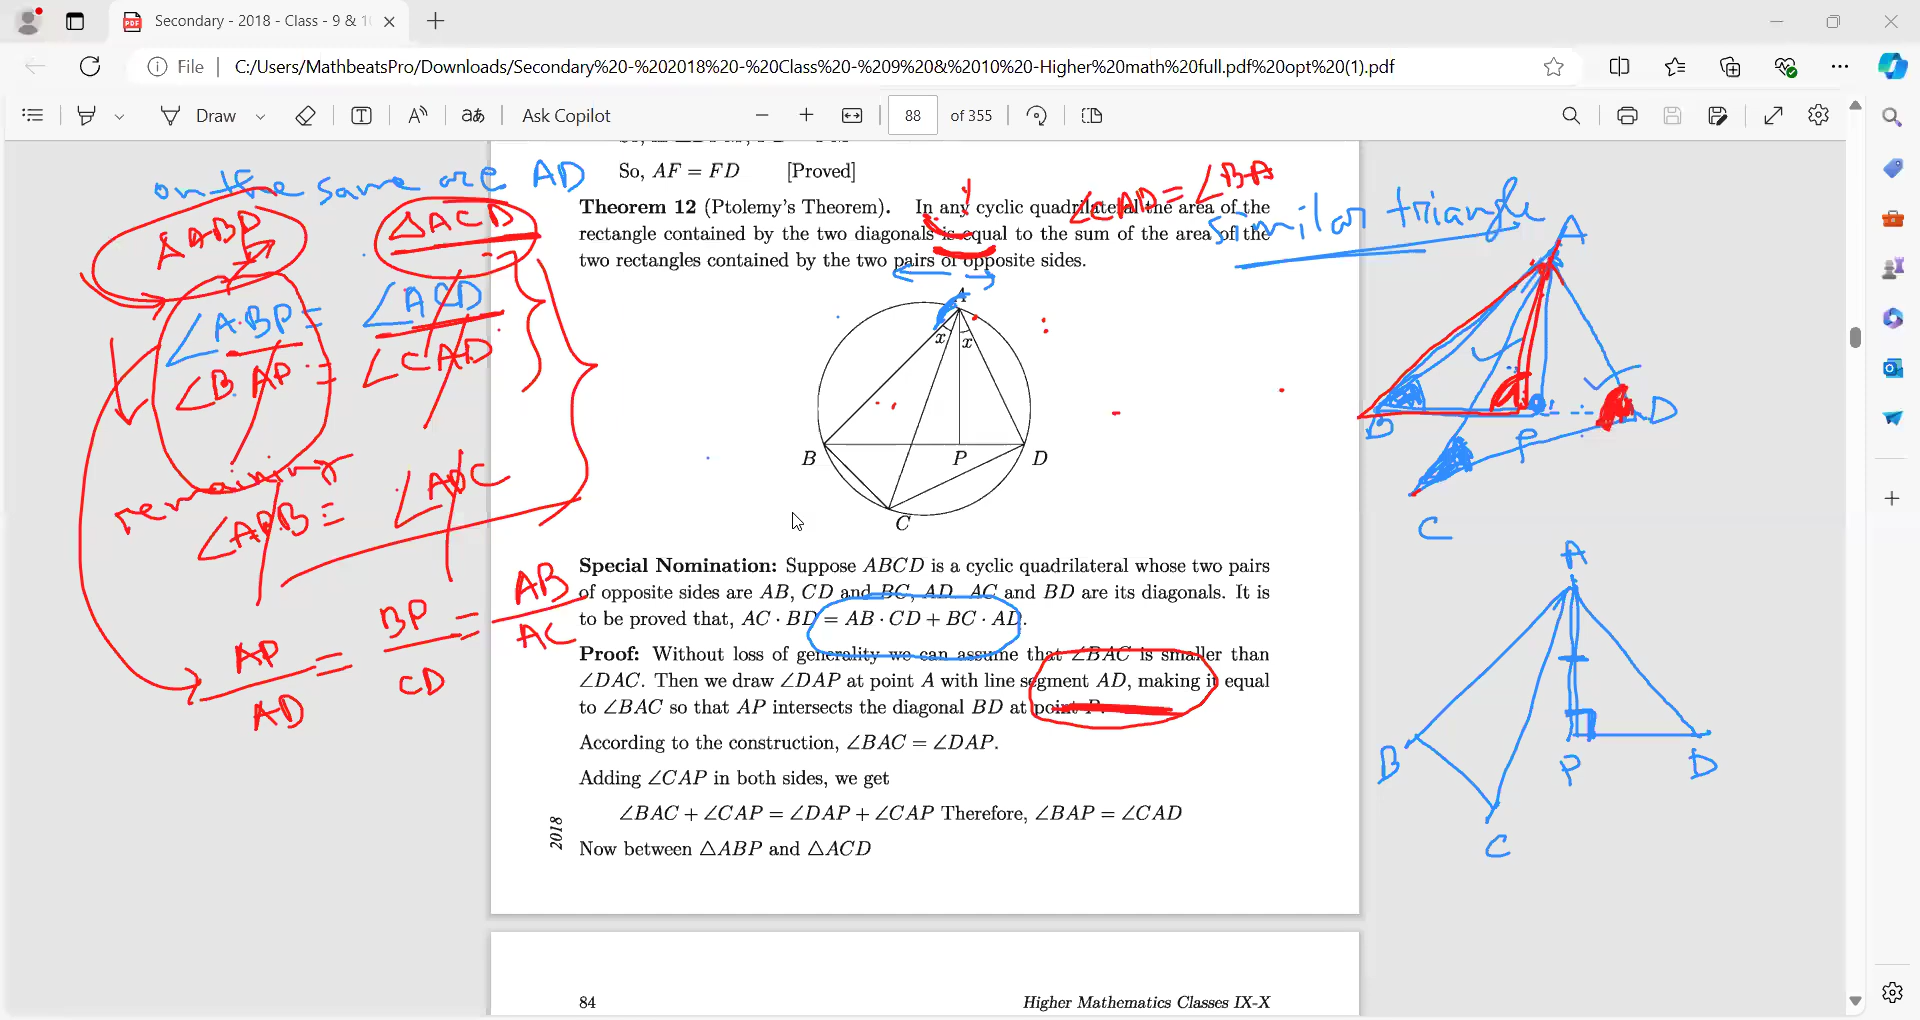 Secondary - 2018 - Class - 9 & 10
File
C:/Users/MathbeatsPro/Downloads/Secondary%20-%202018%20-%20Class%20-%209%20&%2010%20-Higher%20math%20full.pdf%20opt%20(1).pdf
Draw
Ask Copilot
88 of 355
So, AF = FD [Proved]
Theorem 12 (Ptolemy's Theorem). In any cyclic quadrilateral the area of the
rectangle contained by the two diagonals is equal to the sum of the area of the
two rectangles contained by the two pairs of opposite sides.
A
x x
B P D
C
Special Nomination: Suppose ABCD is a cyclic quadrilateral whose two pairs
of opposite sides are AB, CD and BC, AD. AC and BD are its diagonals. It is
to be proved that, AC · BD = AB · CD + BC · AD.
Proof: Without loss of generality we can assume that ∠BAC is smaller than
∠DAC. Then we draw ∠DAP at point A with line segment AD, making it equal
to ∠BAC so that AP intersects the diagonal BD at point P.
According to the construction, ∠BAC = ∠DAP.
Adding ∠CAP in both sides, we get
∠BAC + ∠CAP = ∠DAP + ∠CAP Therefore, ∠BAP = ∠CAD
2018
Now between △ABP and △ACD
84 Higher Mathematics Classes IX-X
on the same arc AD
△ABP △ACD
∠ABP = ∠ACD
∠BAP = ∠CAD
remaining
∠APB = ∠ADC
AP/AD = BP/CD = AB/AC
∠CAD = ∠BA
similar triangle
A
B P D
C
A
B P D
C